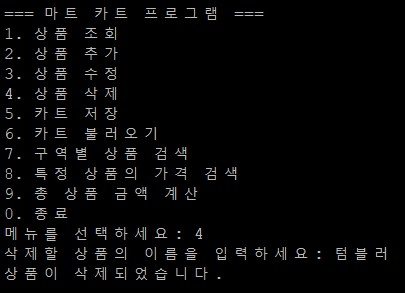 === 마트 카트 프로그램 ===
1. 상품 조회
2. 상품 추가
3. 상품 수정
4. 상품 삭제
5. 카트 저장
6. 카트 불러오기
7. 구역별 상품 검색
8. 특정 상품의 가격 검색
9. 총 상품 금액 계산
0. 종료
메뉴를 선택하세요: 4
삭제할 상품의 이름을 입력하세요: 텀블러
상품이 삭제되었습니다.